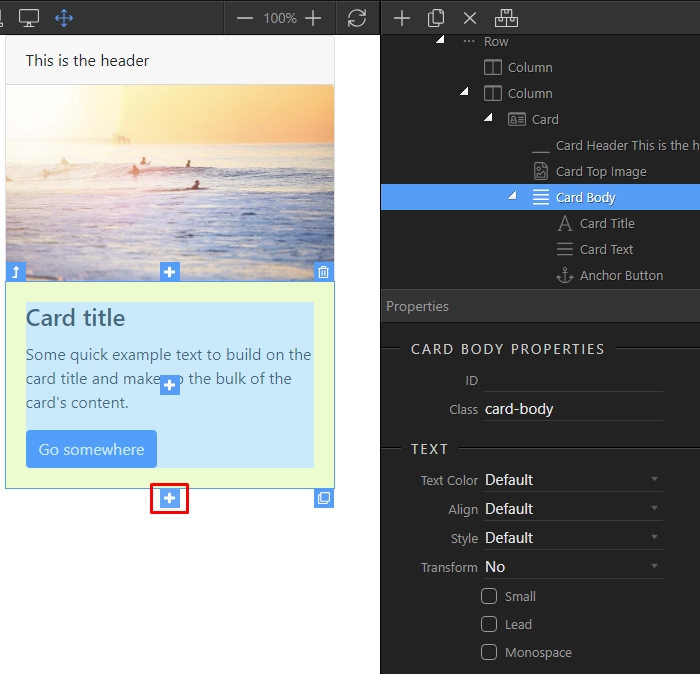 100%
This is the header
Card title
Some quick example text to build on the
card title and make the bulk of the
card's content.
Go somewhere
Row
Column
Column
Card
Card Header This is the h
Card Top Image
Card Body
Card Title
Card Text
Anchor Button
Properties
CARD BODY PROPERTIES
ID
Class card-body
TEXT
Text Color Default
Align Default
Style Default
Transform No
Small
Lead
Monospace